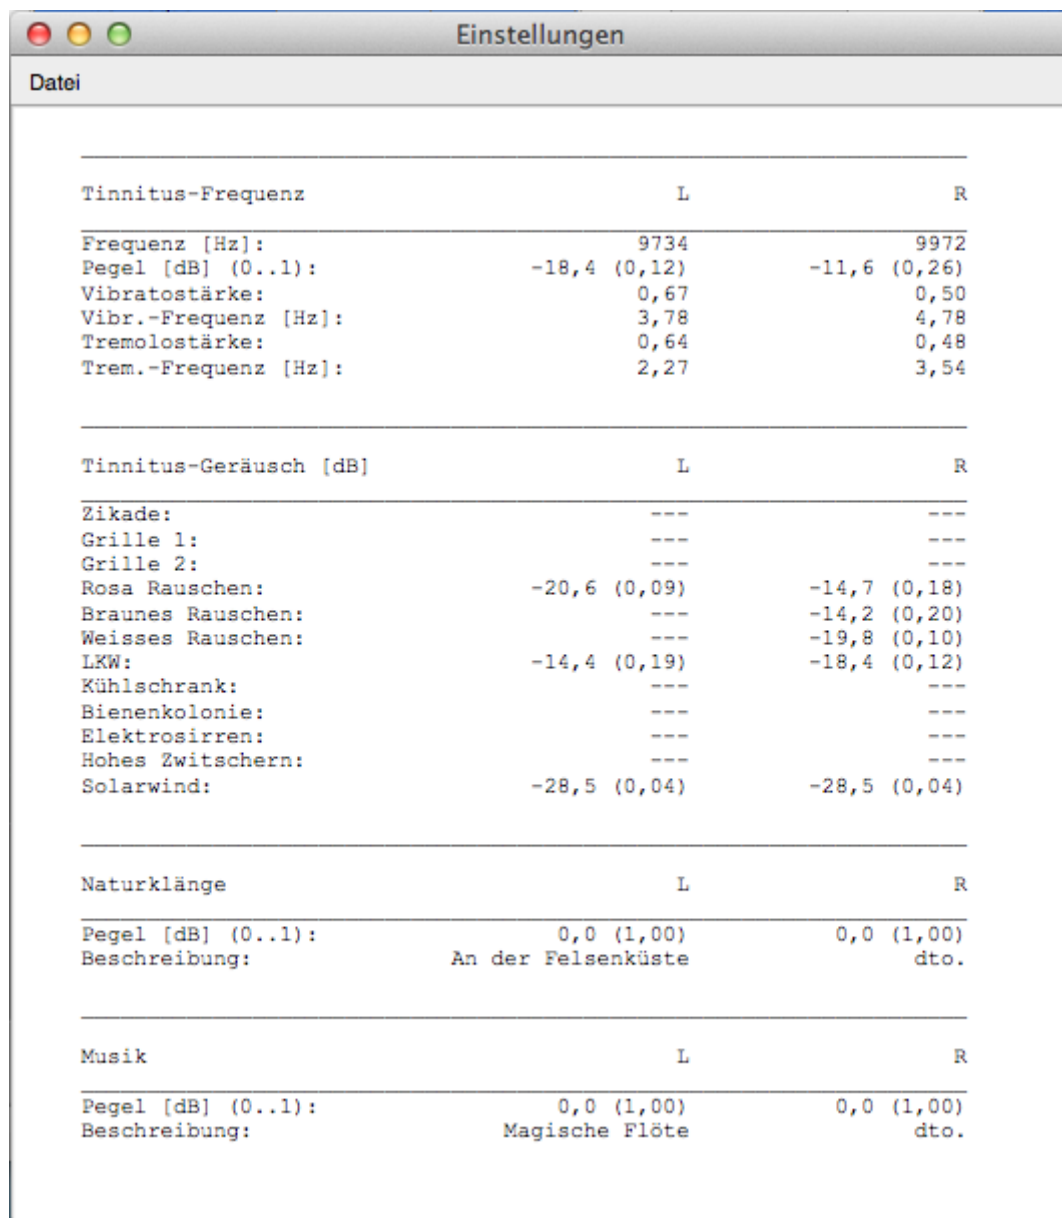 Einstellungen
Datei
Tinnitus-Frequenz L R
Frequenz [Hz]: 9734 9972
Pegel [dB] (0..1): -18,4 (0,12) -11,6 (0,26)
Vibratostärke: 0,67 0,50
Vibr.-Frequenz [Hz]: 3,78 4,78
Tremolostärke: 0,64 0,48
Trem.-Frequenz [Hz]: 2,27 3,54
Tinnitus-Geräusch [dB] L R
Zikade: --- ---
Grille 1: --- ---
Grille 2: --- ---
Rosa Rauschen: -20,6 (0,09) -14,7 (0,18)
Braunes Rauschen: --- -14,2 (0,20)
Weisses Rauschen: --- -19,8 (0,10)
LKW: -14,4 (0,19) -18,4 (0,12)
Kühlschrank: --- ---
Bienenkolonie: --- ---
Elektrosirren: --- ---
Hohes Zwitschern: --- ---
Solarwind: -28,5 (0,04) -28,5 (0,04)
Naturklänge L R
Pegel [dB] (0..1): 0,0 (1,00) 0,0 (1,00)
Beschreibung: An der Felsenküste dto.
Musik L R
Pegel [dB] (0..1): 0,0 (1,00) 0,0 (1,00)
Beschreibung: Magische Flöte dto.